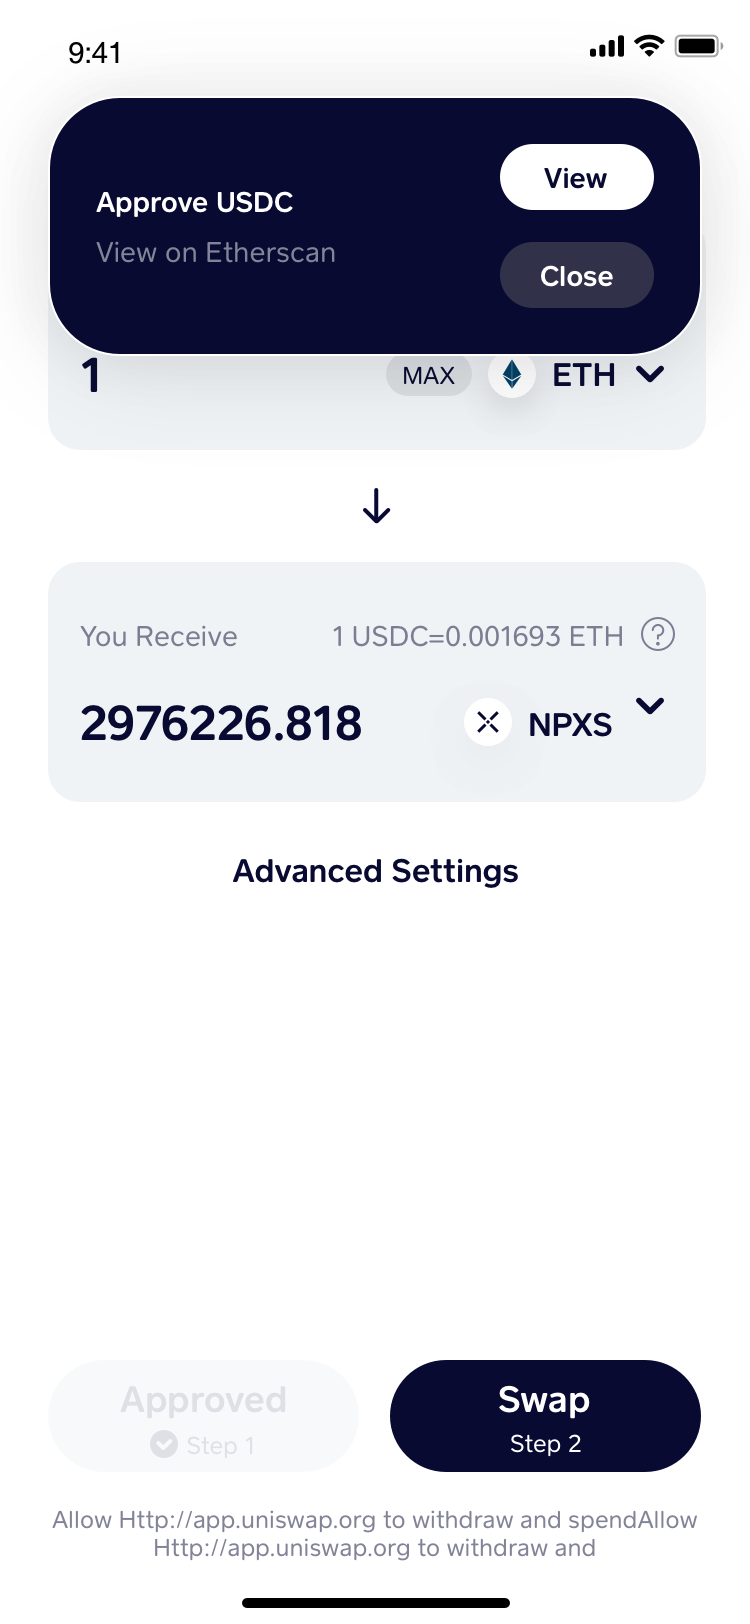 9:41
Approve USDC
View on Etherscan
View
Close
1
MAX
ETH
You Receive
1 USDC=0.001693 ETH ?
2976226.818
NPXS
Advanced Settings
Approved
Step 1
Swap
Step 2
Allow Http://app.uniswap.org to withdraw and spendAllow
Http://app.uniswap.org to withdraw and